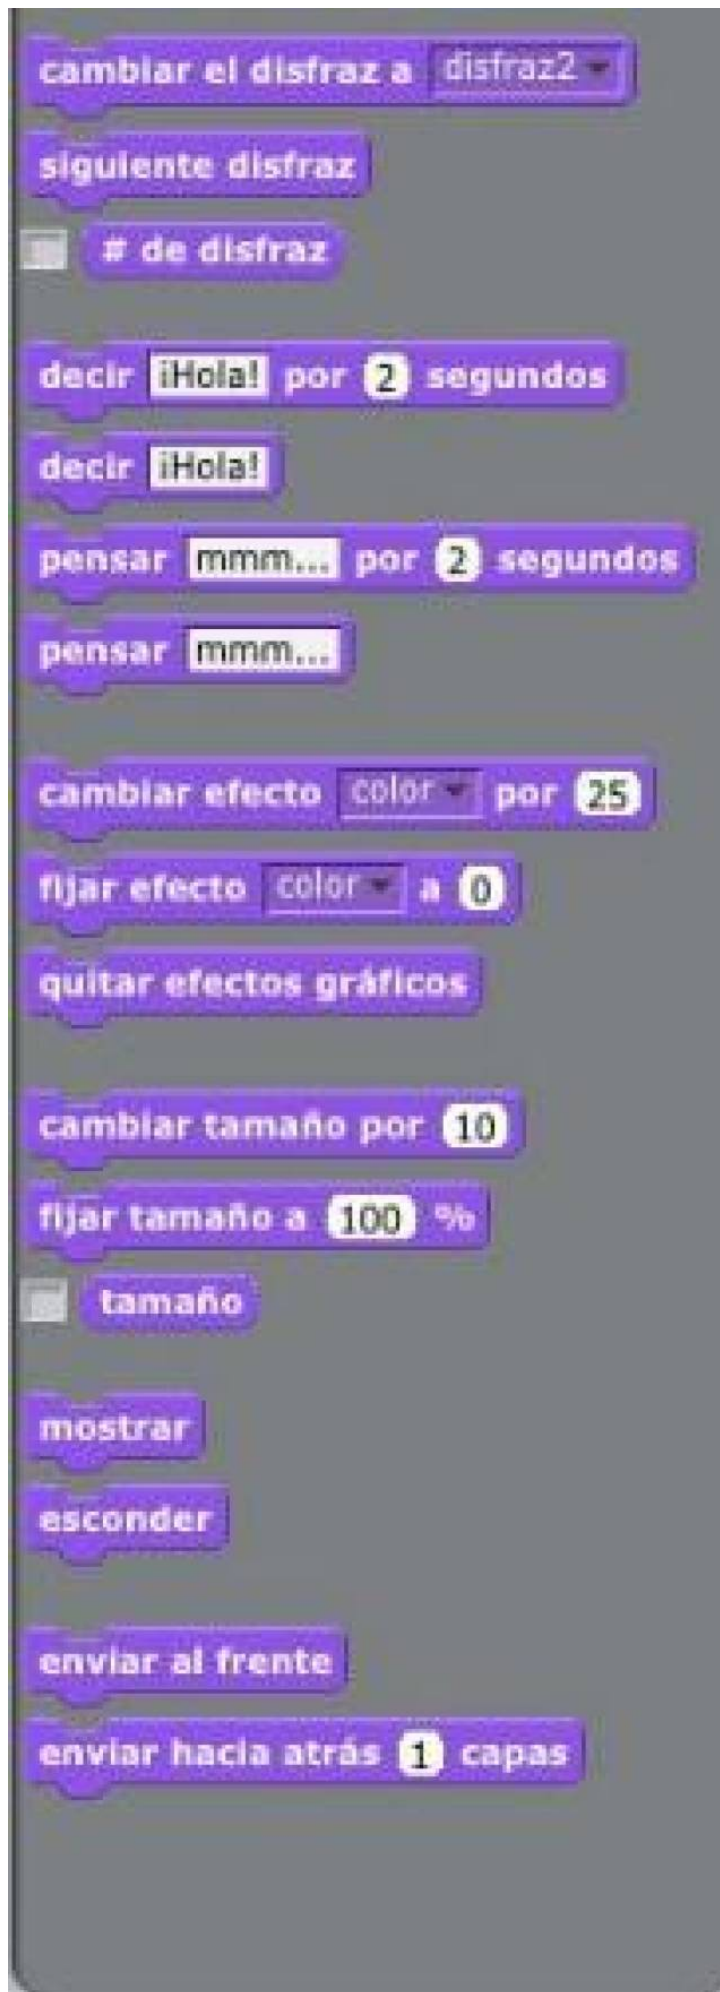 cambiar el disfraz a disfraz2
siguiente disfraz
# de disfraz
decir ¡Hola! por 2 segundos
decir ¡Hola!
pensar mmm... por 2 segundos
pensar mmm...
cambiar efecto color por 25
fijar efecto color a 0
quitar efectos gráficos
cambiar tamaño por 10
fijar tamaño a 100 %
tamaño
mostrar
esconder
enviar al frente
enviar hacia atrás 1 capas